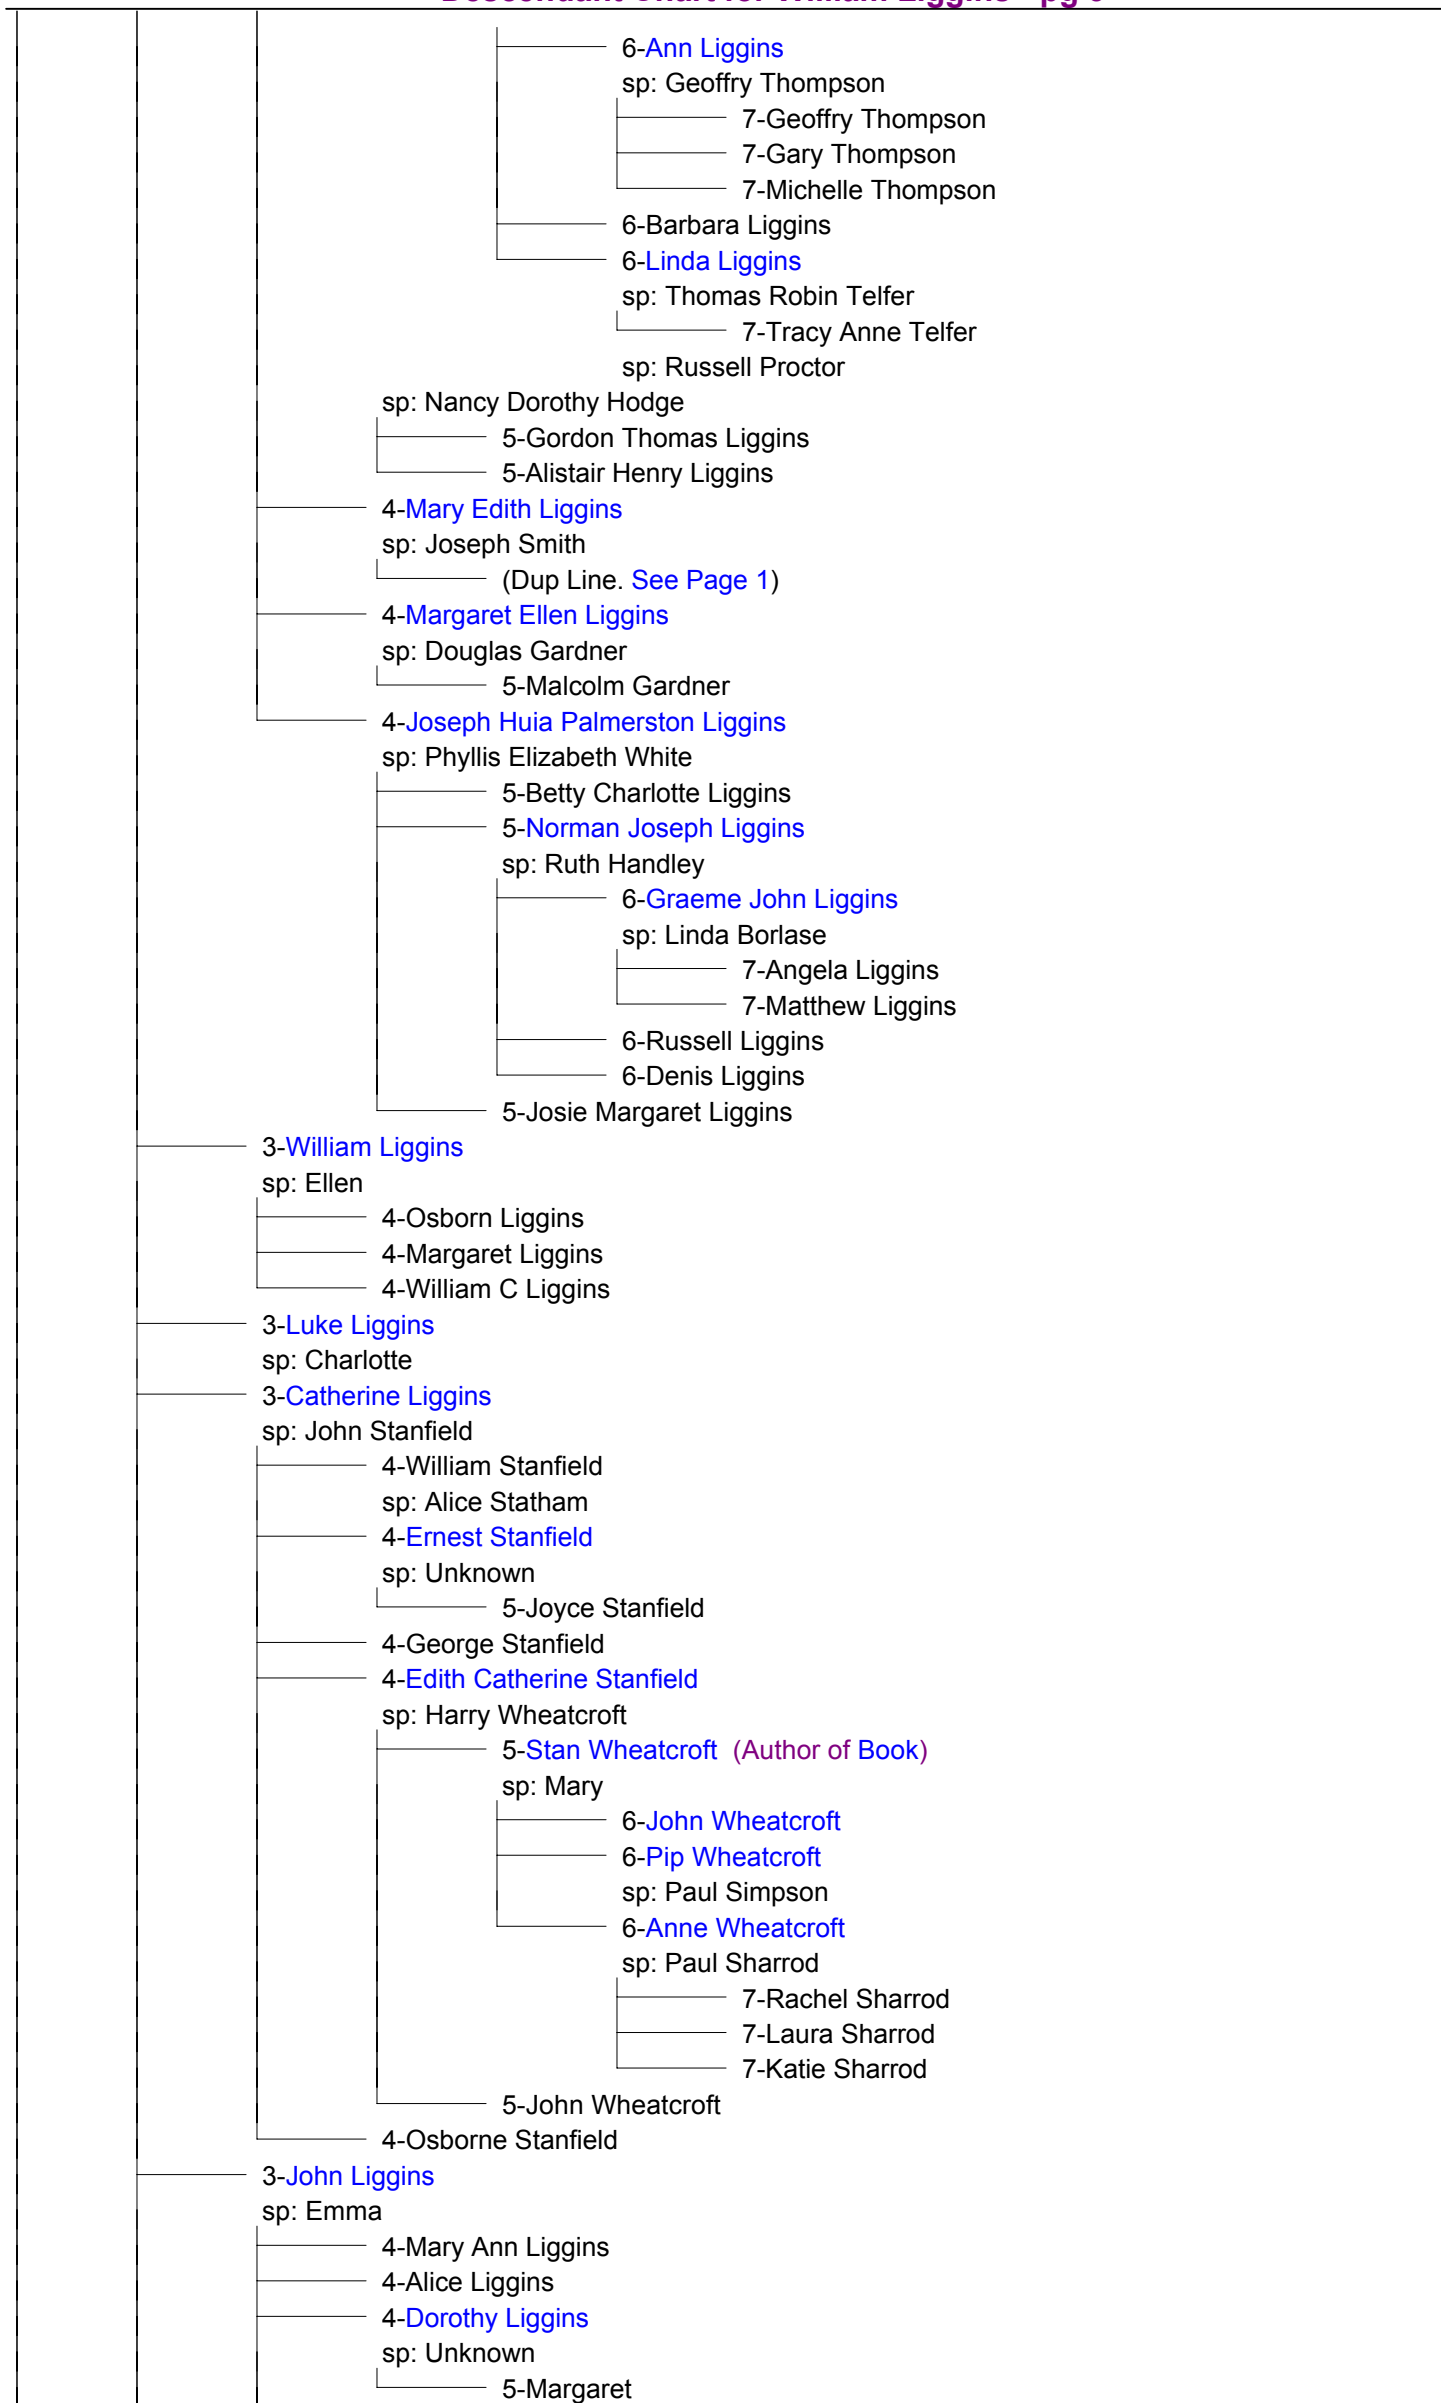 6-Ann Liggins
sp: Geoffry Thompson
7-Geoffry Thompson
7-Gary Thompson
7-Michelle Thompson
6-Barbara Liggins
6-Linda Liggins
sp: Thomas Robin Telfer
7-Tracy Anne Telfer
sp: Russell Proctor
sp: Nancy Dorothy Hodge
5-Gordon Thomas Liggins
5-Alistair Henry Liggins
4-Mary Edith Liggins
sp: Joseph Smith
(Dup Line. See Page 1)
4-Margaret Ellen Liggins
sp: Douglas Gardner
5-Malcolm Gardner
4-Joseph Huia Palmerston Liggins
sp: Phyllis Elizabeth White
5-Betty Charlotte Liggins
5-Norman Joseph Liggins
sp: Ruth Handley
6-Graeme John Liggins
sp: Linda Borlase
7-Angela Liggins
7-Matthew Liggins
6-Russell Liggins
6-Denis Liggins
5-Josie Margaret Liggins
3-William Liggins
sp: Ellen
4-Osborn Liggins
4-Margaret Liggins
4-William C Liggins
3-Luke Liggins
sp: Charlotte
3-Catherine Liggins
sp: John Stanfield
4-William Stanfield
sp: Alice Statham
4-Ernest Stanfield
sp: Unknown
5-Joyce Stanfield
4-George Stanfield
4-Edith Catherine Stanfield
sp: Harry Wheatcroft
5-Stan Wheatcroft (Author of Book)
sp: Mary
6-John Wheatcroft
6-Pip Wheatcroft
sp: Paul Simpson
6-Anne Wheatcroft
sp: Paul Sharrod
7-Rachel Sharrod
7-Laura Sharrod
7-Katie Sharrod
5-John Wheatcroft
4-Osborne Stanfield
3-John Liggins
sp: Emma
4-Mary Ann Liggins
4-Alice Liggins
4-Dorothy Liggins
sp: Unknown
5-Margaret